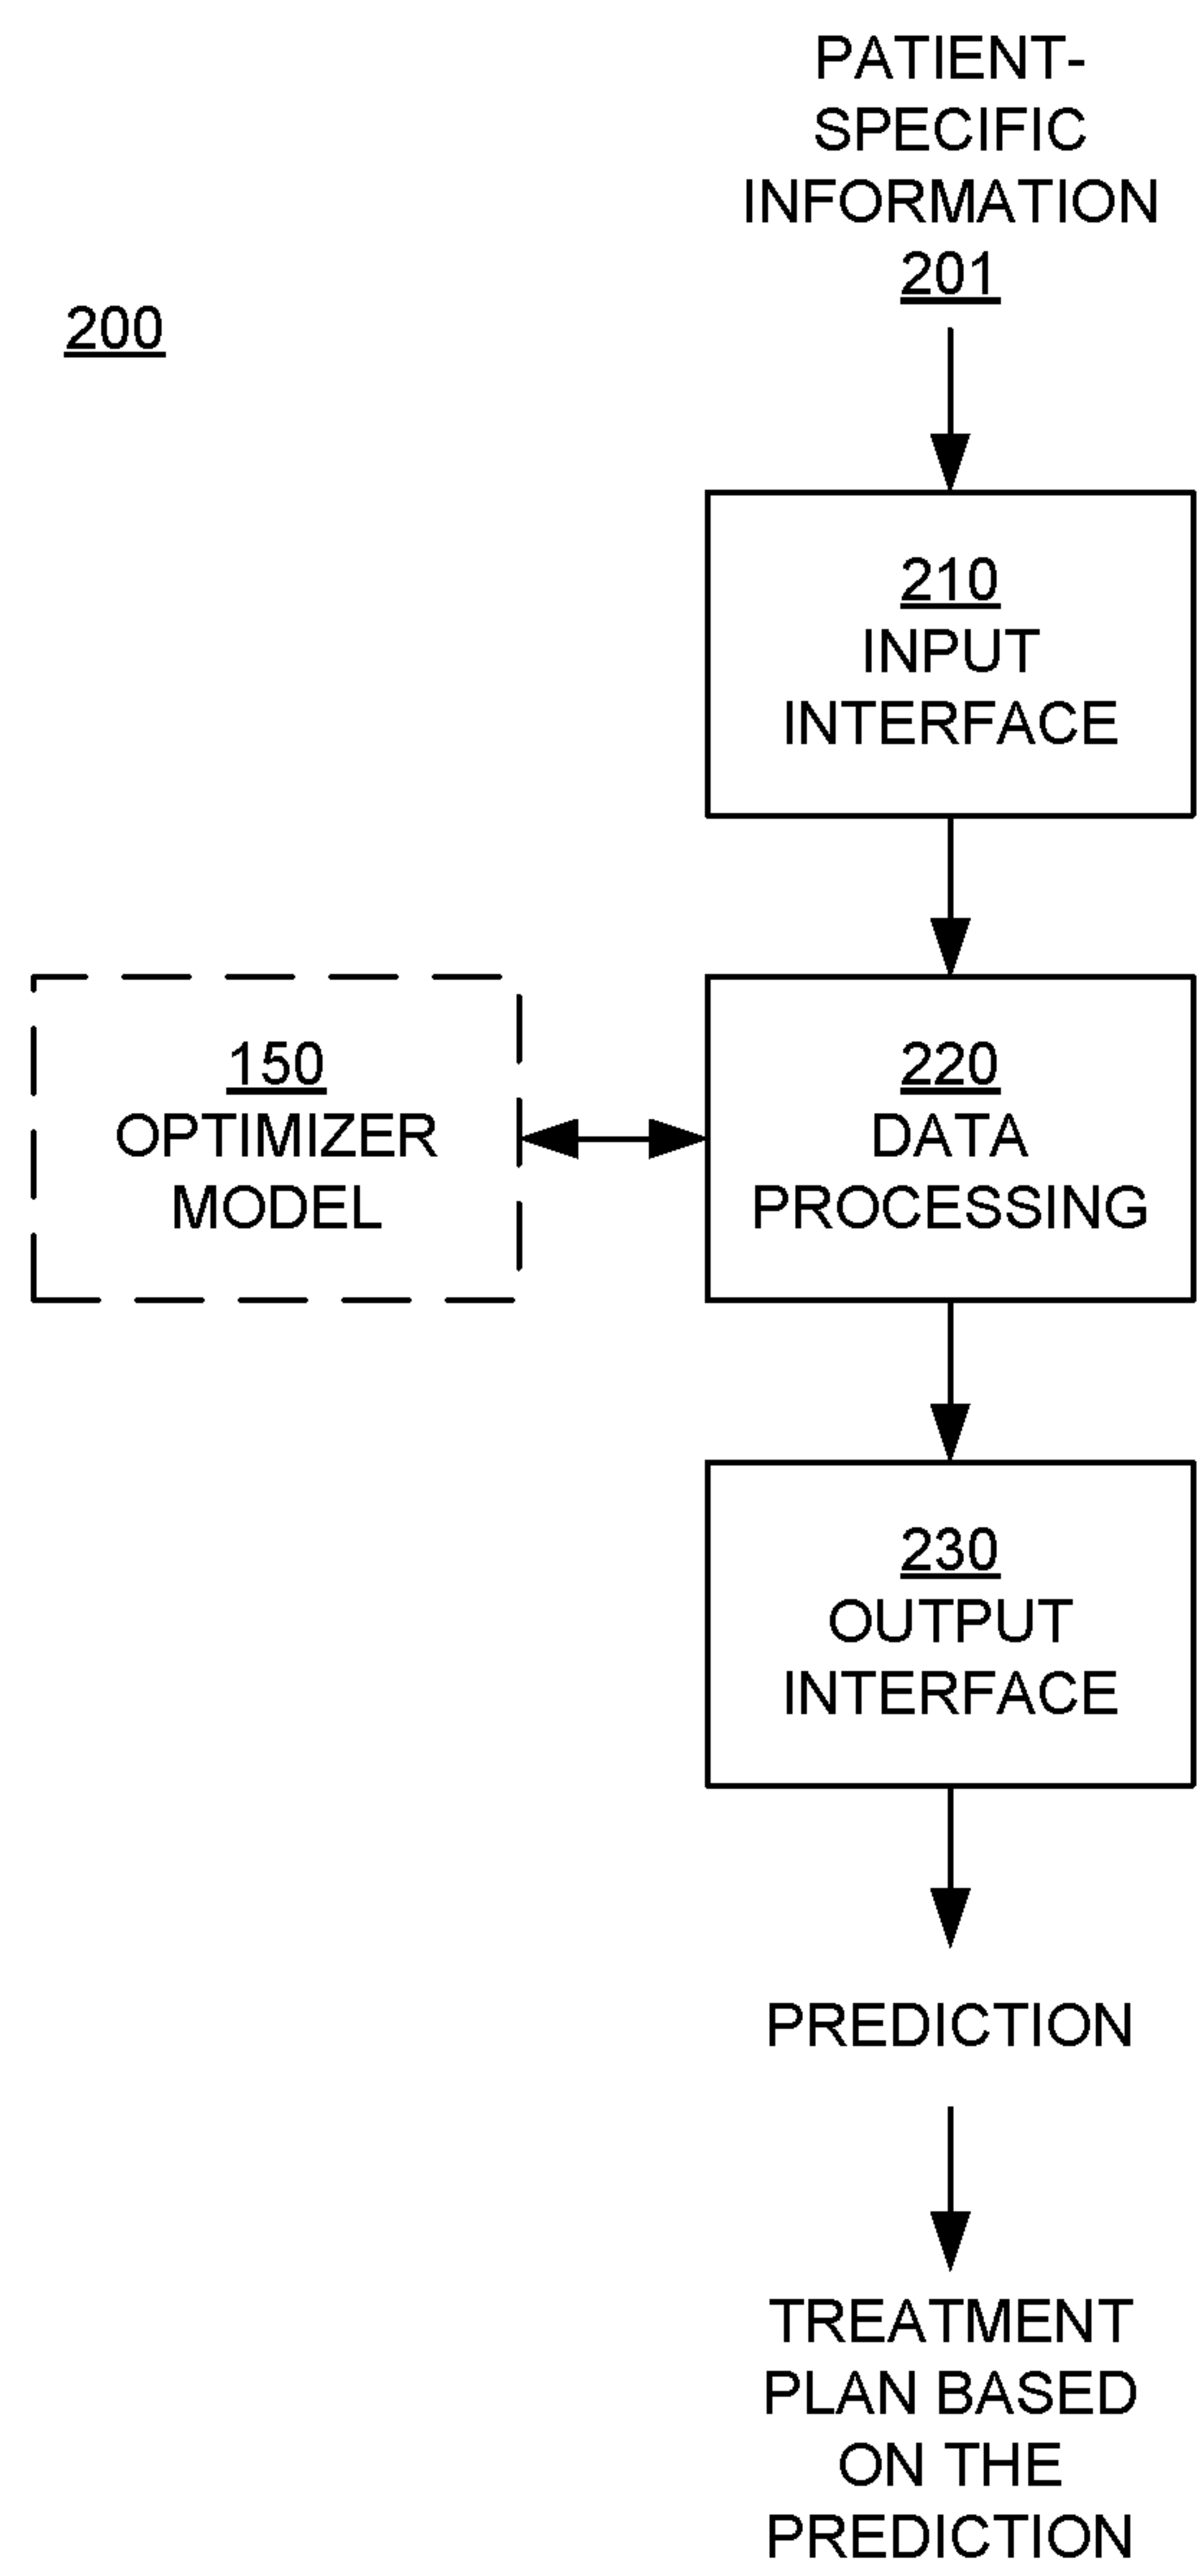 PATIENT-
SPECIFIC
INFORMATION
201
200
210
INPUT
INTERFACE
150
OPTIMIZER
MODEL
220
DATA
PROCESSING
230
OUTPUT
INTERFACE
PREDICTION
TREATMENT
PLAN BASED
ON THE
PREDICTION